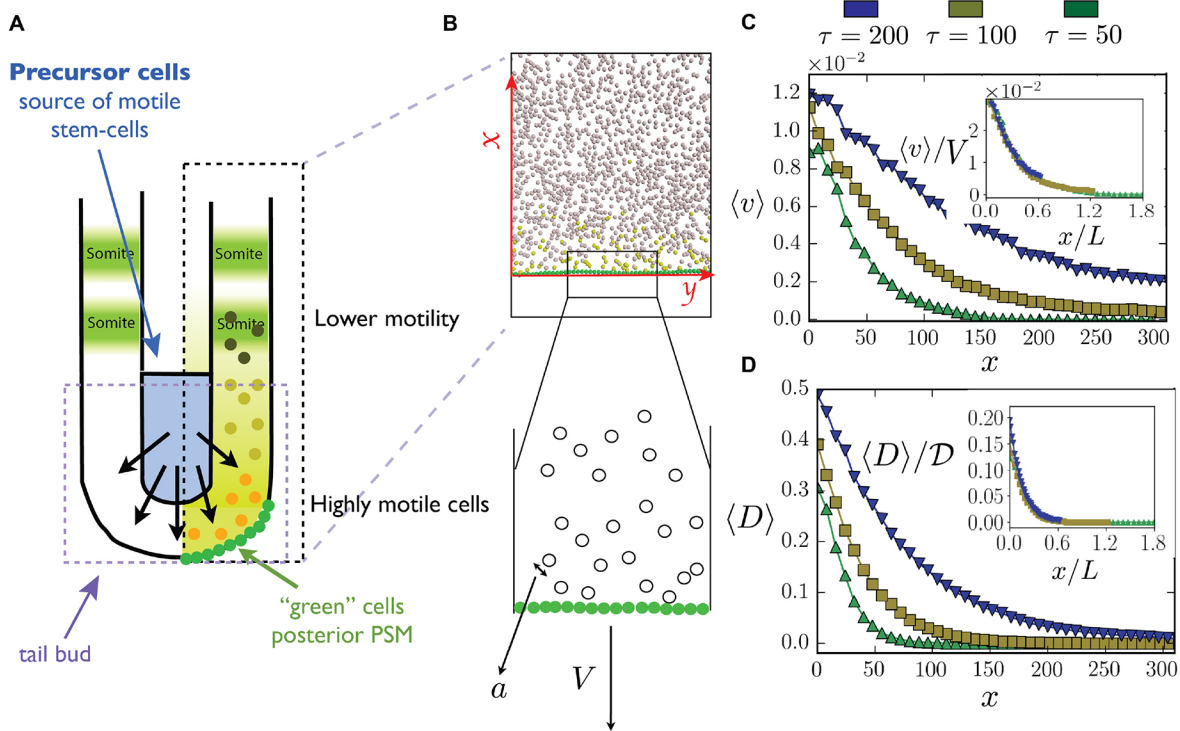 A
Precursor cells
source of motile
stem-cells
Somite
Somite
Somite
Somite
Lower motility
Highly motile cells
"green" cells
posterior PSM
tail bud
B
x
y
a
V
C
τ = 200 τ = 100 τ = 50
×10⁻²
1.2
1.0
0.8
0.6
0.4
0.2
0.0
⟨v⟩
0 50 100 150 200 250 300
x
×10⁻²
2
1
0
⟨v⟩/V
0.0 0.6 1.2 1.8
x/L
D
0.5
0.4
0.3
0.2
0.1
0.0
⟨D⟩
0 50 100 150 200 250 300
x
0.20
0.15
0.10
0.05
0.00
⟨D⟩/𝒟
0.0 0.6 1.2 1.8
x/L